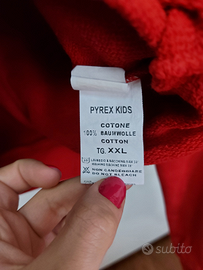 PYREX KIDS
COTONE
100% BAUMWOLLE
COTTON
TG. XXL
NON CANDEGGIARE
DO NOT BLEACH
subito